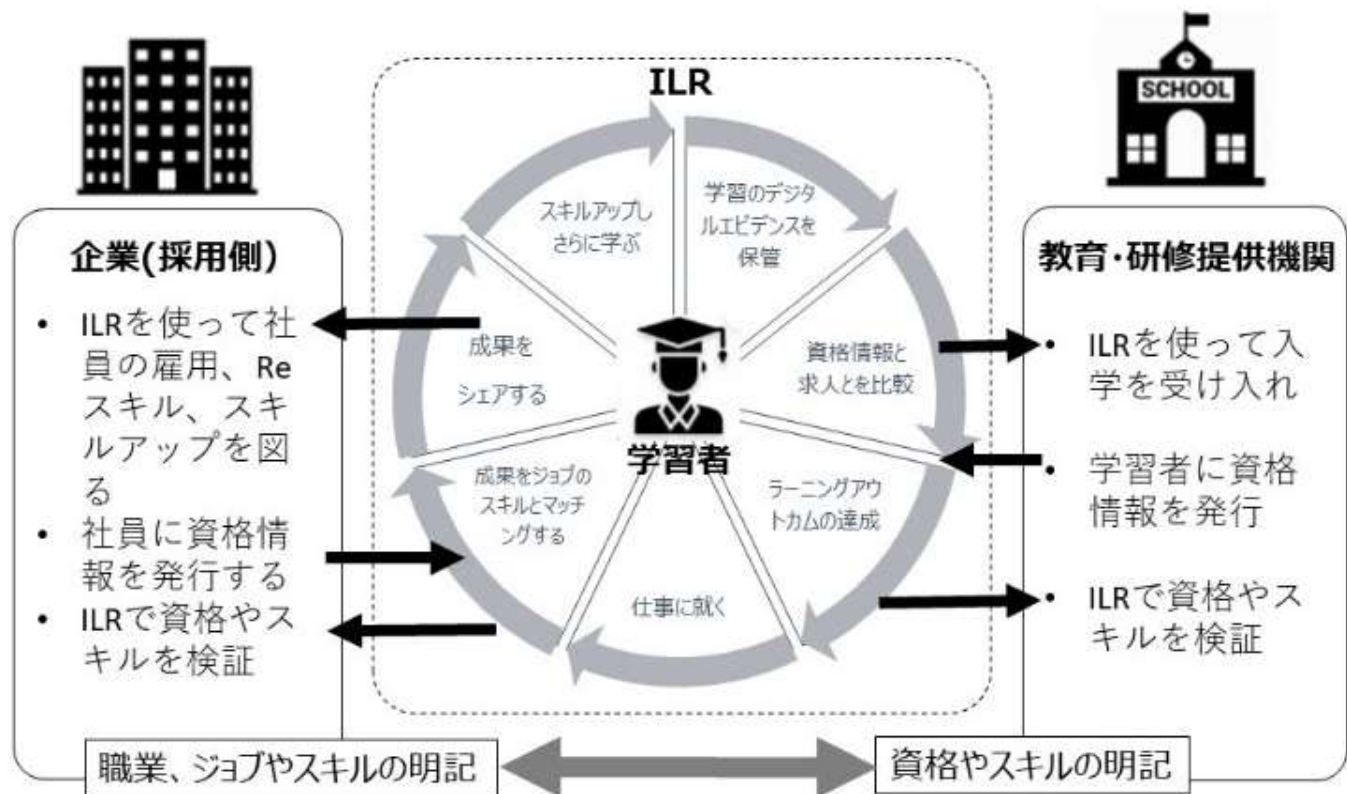 ILR
SCHOOL
企業(採用側)
• ILRを使って社
員の雇用、Re
スキル、スキ
ルアップを図
る
• 社員に資格情
報を発行する
• ILRで資格やス
キルを検証
スキルアップし
さらに学ぶ
学習のデジタ
ルエビデンスを
保管
資格情報と
求人とを比較
ラーニングアウ
トカムの達成
仕事に就く
成果をジョブの
スキルとマッチ
ングする
成果を
シェアする
学習者
教育・研修提供機関
• ILRを使って入
学を受け入れ
• 学習者に資格
情報を発行
• ILRで資格やス
キルを検証
職業、ジョブやスキルの明記
資格やスキルの明記